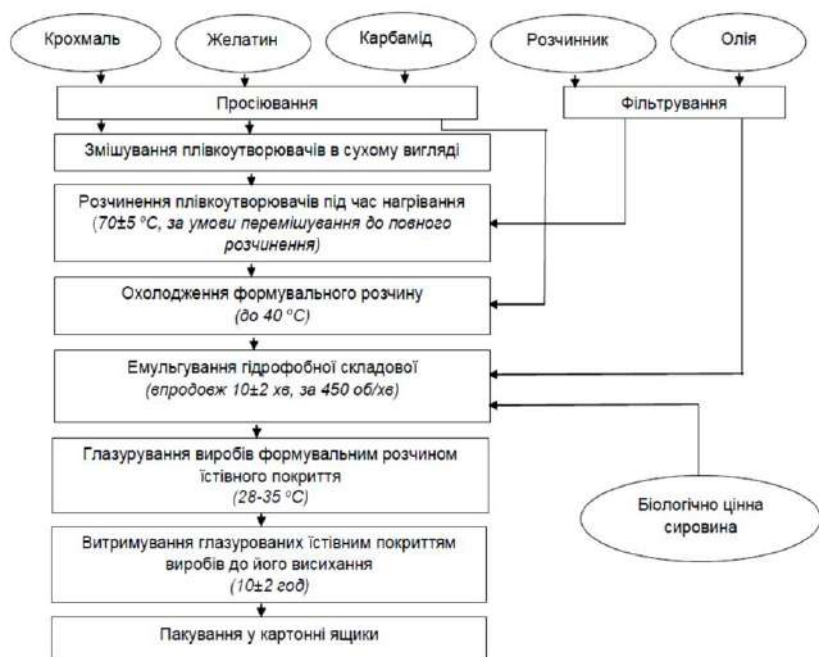 Крохмаль
Желатин
Карбамід
Розчинник
Олія
Просіювання
Фільтрування
Змішування плівкоутворювачів в сухому вигляді
Розчинення плівкоутворювачів під час нагрівання
(70±5 °C, за умови перемішування до повного
розчинення)
Охолодження формувального розчину
(до 40 °C)
Емульгування гідрофобної складової
(впродовж 10±2 хв, за 450 об/хв)
Глазурування виробів формувальним розчином
їстівного покриття
(28-35 °C)
Біологічно цінна
сировина
Витримування глазурованих їстівним покриттям
виробів до його висихання
(10±2 год)
Пакування у картонні ящики